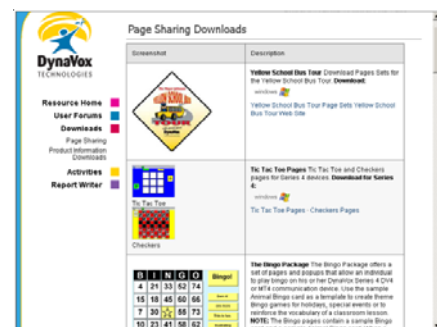 Page Sharing Downloads
DynaVox
TECHNOLOGIES
Resource Home
User Forums
Downloads
Page Sharing
Product Information
Downloads
Activities
Report Writer
Screenshot
Description
YELLOW SCHOOL BUS
TOUR
Yellow School Bus Tour Download Pages Sets for
the Yellow School Bus Tour. Download:
windows
Yellow School Bus Tour Page Sets Yellow School
Bus Tour Web Site
Tic Tac Toe
Checkers
Tic Tac Toe Pages Tic Tac Toe and Checkers
pages for Series 4 devices. Download for Series
4:
windows
Tic Tac Toe Pages - Checkers Pages
B I N G O
4 21 33 52 74
15 18 45 60 66
7 30 55 73
10 23 41 58 62
Bingo!
The Bingo Package The Bingo Package offers a
set of pages and popups that allow an individual
to play bingo on his or her DynaVox Series 4 DV4
or MT4 communication device. Use the sample
Animal Bingo card as a template to create theme
Bingo games for holidays, special events or to
reinforce the vocabulary of a classroom lesson.
NOTE: The Bingo pages contain a sample Bingo